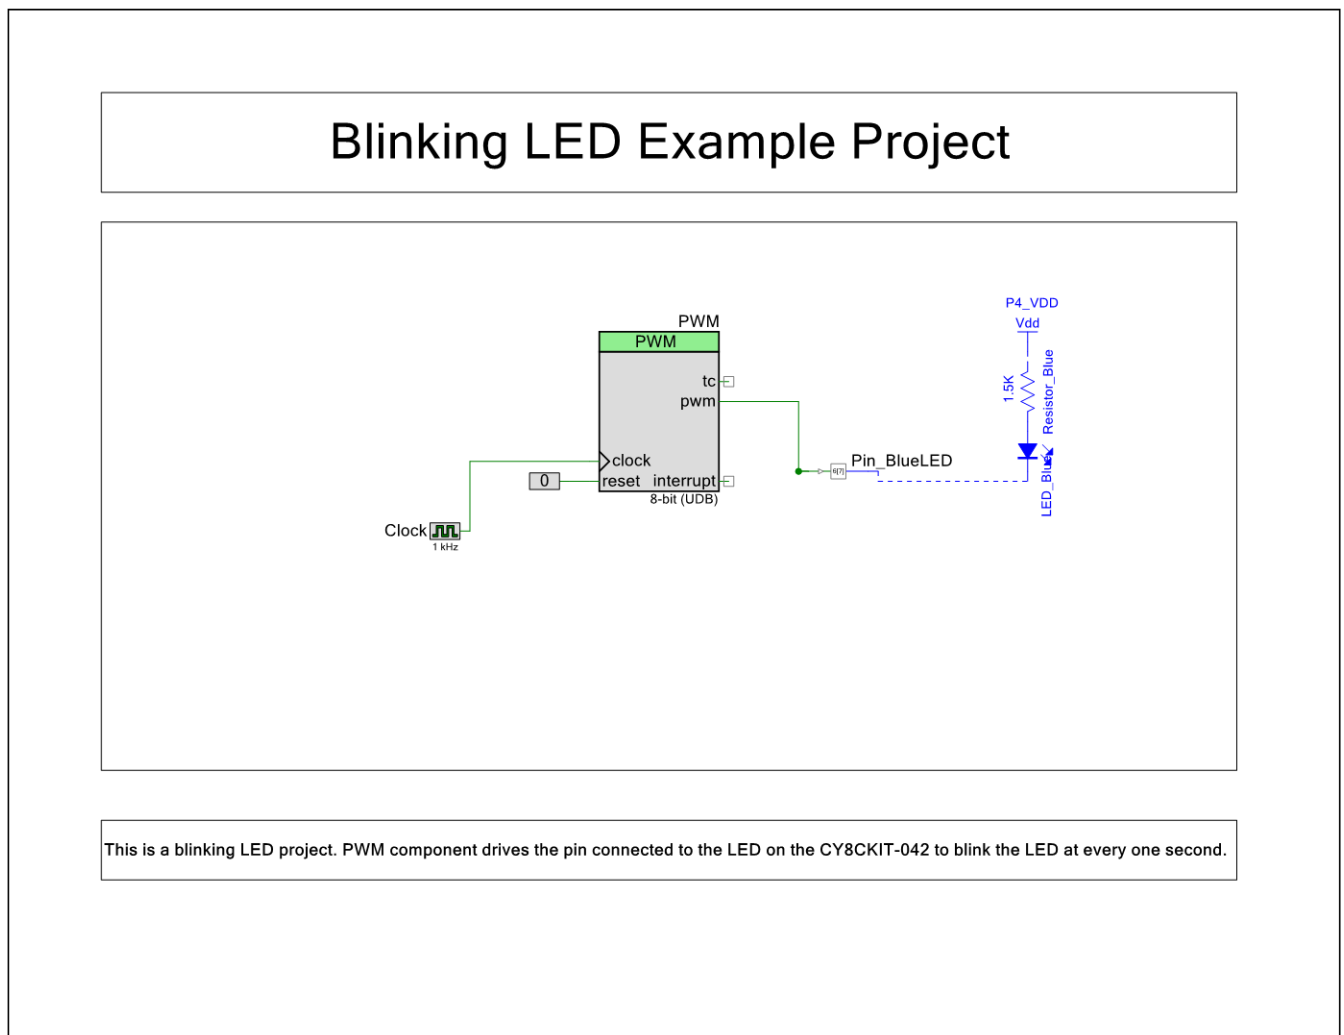 Blinking LED Example Project
P4_VDD
Vdd
PWM
PWM
tc
pwm
1.5K
Resistor_Blue
clock
reset
interrupt
8-bit (UDB)
0
Clock
1 kHz
6[7]
Pin_BlueLED
LED_Blue
This is a blinking LED project. PWM component drives the pin connected to the LED on the CY8CKIT-042 to blink the LED at every one second.